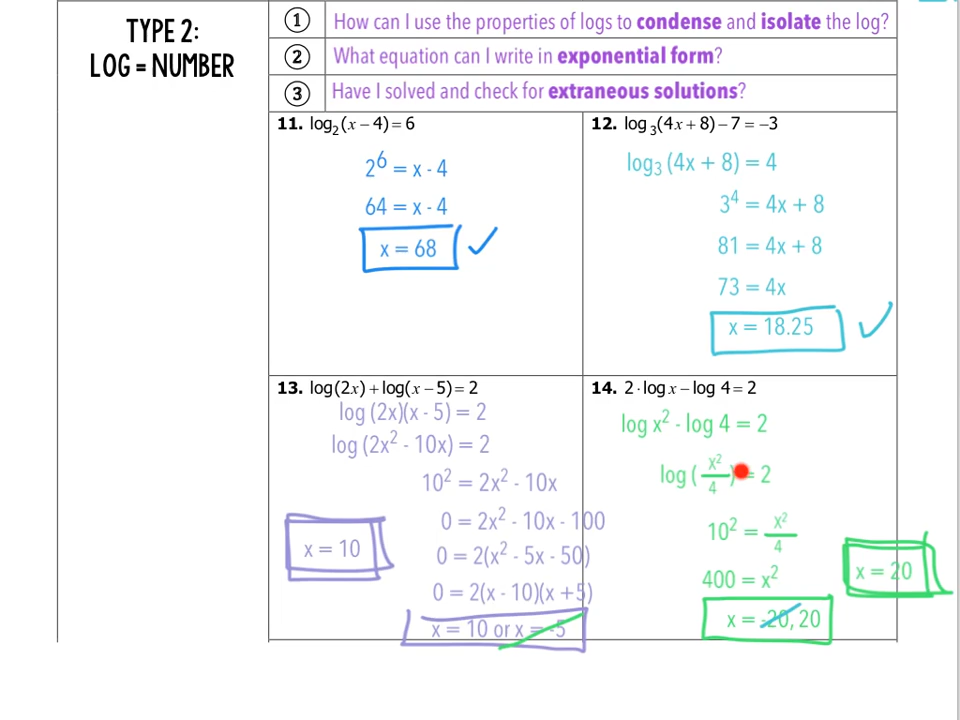 TYPE 2:
LOG = NUMBER
① How can I use the properties of logs to condense and isolate the log?
② What equation can I write in exponential form?
③ Have I solved and check for extraneous solutions?
11. log₂(x − 4) = 6
2⁶ = x - 4
64 = x - 4
x = 68
12. log ₃(4x + 8) − 7 = −3
log₃ (4x + 8) = 4
3⁴ = 4x + 8
81 = 4x + 8
73 = 4x
x = 18.25
13. log(2x) + log(x − 5) = 2
log (2x)(x - 5) = 2
log (2x² - 10x) = 2
10² = 2x² - 10x
0 = 2x² - 10x - 100
0 = 2(x² - 5x - 50)
0 = 2(x - 10)(x + 5)
x = 10 or x = -5
x = 10
14. 2 · log x − log 4 = 2
log x² - log 4 = 2
log (x²/4) = 2
10² = x²/4
400 = x²
x = -20, 20
x = 20